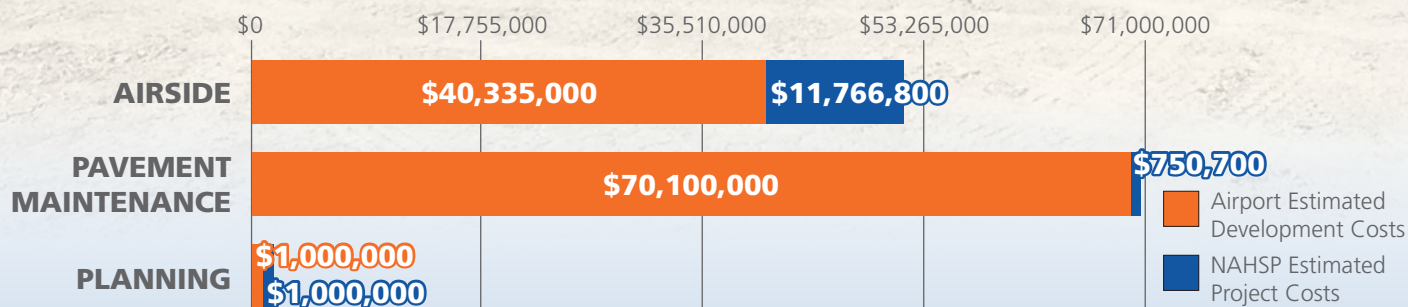 $0 $17,755,000 $35,510,000 $53,265,000 $71,000,000
AIRSIDE $40,335,000 $11,766,800
PAVEMENT
MAINTENANCE
$70,100,000 $750,700
Airport Estimated
Development Costs
NAHSP Estimated
Project Costs
PLANNING
$1,000,000
$1,000,000